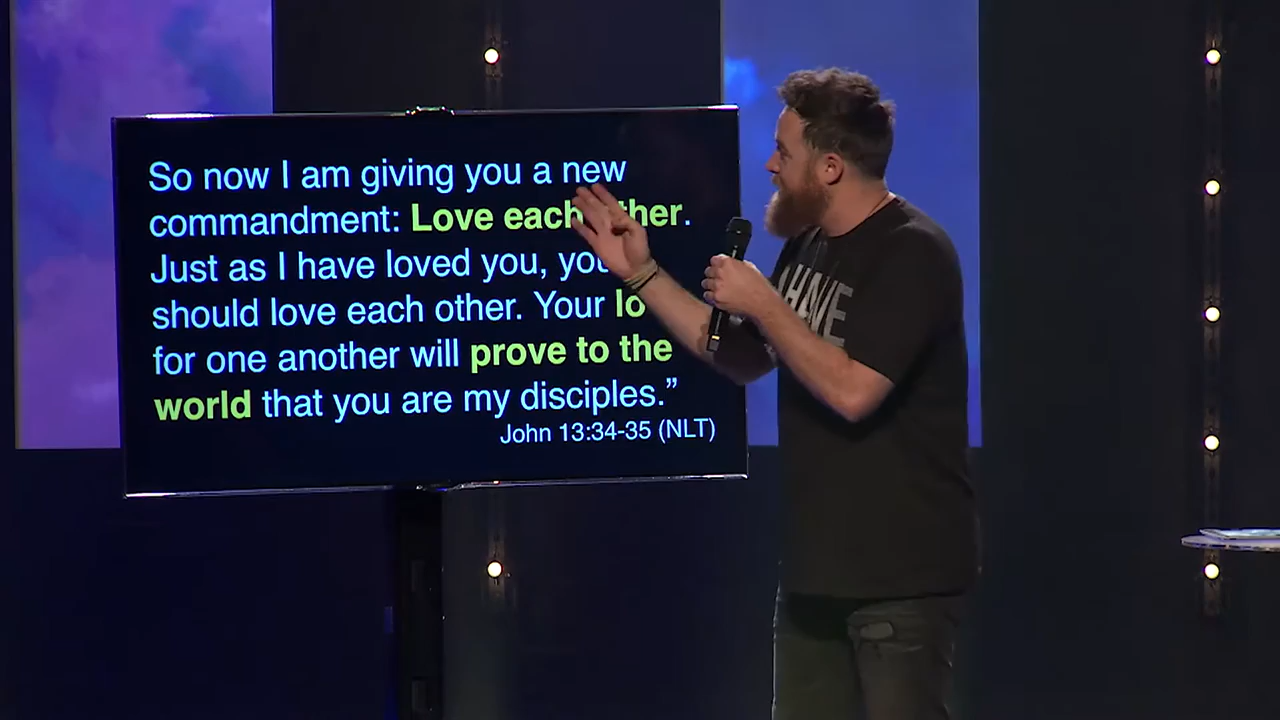 So now I am giving you a new
commandment: Love each other.
Just as I have loved you, you
should love each other. Your
for one another will prove to the
world that you are my disciples.”
John 13:34-35 (NLT)
HAVE